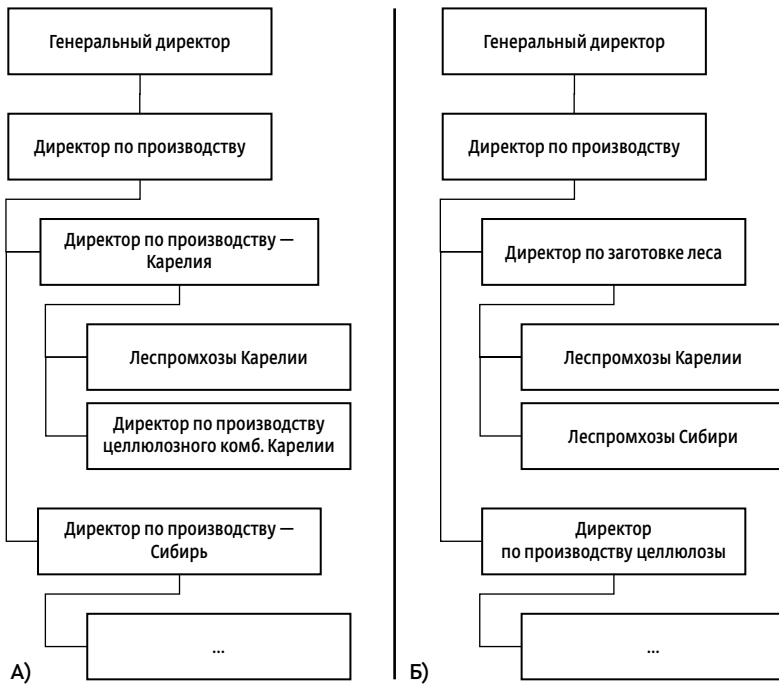 Генеральный директор
Директор по производству
Директор по производству —
Карелия
Леспромхозы Карелии
Директор по производству
целлюлозного комб. Карелии
Директор по производству —
Сибирь
...
А)
Генеральный директор
Директор по производству
Директор по заготовке леса
Леспромхозы Карелии
Леспромхозы Сибири
Директор
по производству целлюлозы
...
Б)